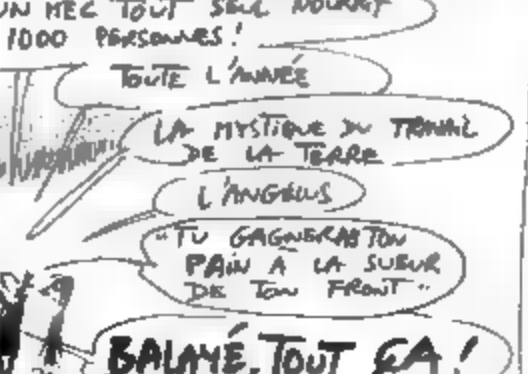 UN MEC TOUT SEUL NOURRIT
1000 PERSONNES!
TOUTE L'ANNÉE
LA MYSTIQUE DU TRAVAIL
DE LA TERRE
L'ANGELUS
"TU GAGNERAS TON
PAIN À LA SUEUR
DE TON FRONT"
BALAYÉ, TOUT ÇA!